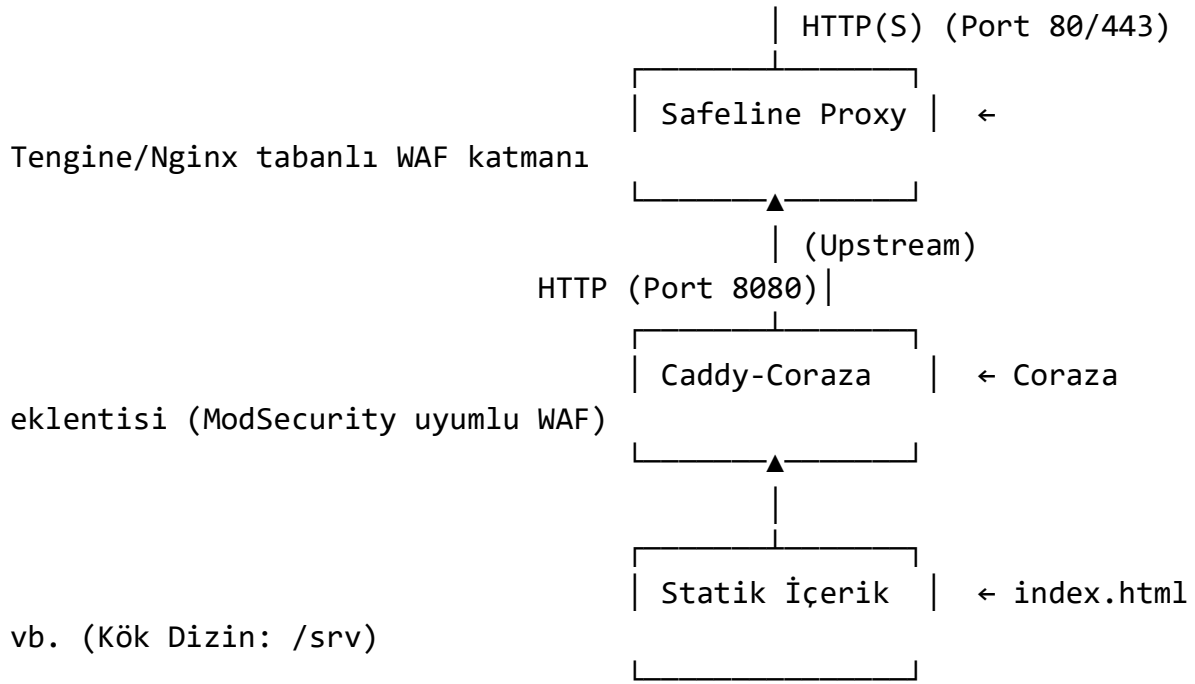 HTTP(S) (Port 80/443)
Safeline Proxy ←
Tengine/Nginx tabanlı WAF katmanı
(Upstream)
HTTP (Port 8080)
Caddy-Coraza ← Coraza
eklentisi (ModSecurity uyumlu WAF)
Statik İçerik ← index.html
vb. (Kök Dizin: /srv)